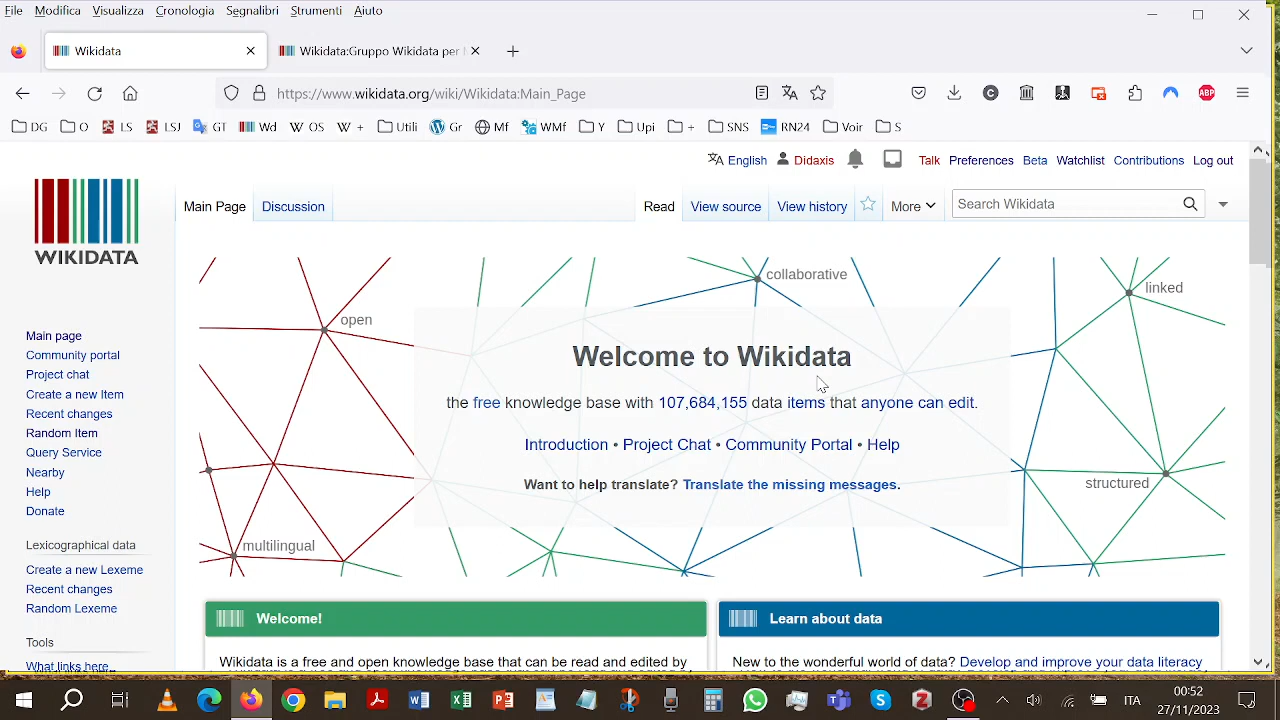 File Modifica Visualizza Cronologia Segnalibri Strumenti Aiuto
Wikidata Wikidata:Gruppo Wikidata per
https://www.wikidata.org/wiki/Wikidata:Main_Page
DG O LS LSJ GT Wd OS + Utili Gr Mf WMf Y Upi + SNS RN24 Voir S
English Didaxis Talk Preferences Beta Watchlist Contributions Log out
Main Page Discussion Read View source View history More Search Wikidata
WIKIDATA
collaborative
linked
open
structured
multilingual
Welcome to Wikidata
the free knowledge base with 107,684,155 data items that anyone can edit.
Introduction • Project Chat • Community Portal • Help
Want to help translate? Translate the missing messages.
Main page
Community portal
Project chat
Create a new Item
Recent changes
Random Item
Query Service
Nearby
Help
Donate
Lexicographical data
Create a new Lexeme
Recent changes
Random Lexeme
Tools
What links here
Welcome!
Wikidata is a free and open knowledge base that can be read and edited by
Learn about data
New to the wonderful world of data? Develop and improve your data literacy
ITA
00:52
27/11/2023